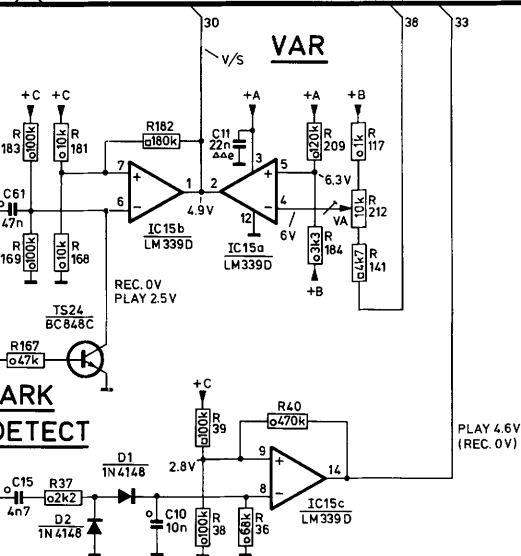 30 38 33
V/S
VAR
+C +C +A +A +B
R 183 100k
10k R 181
R182
180k
C11
22n
△△e
120k R 209
1k R 117
7 + 1 2 3 5 +
6.3V
C61
47n
6 − 4.9V 12 4 −
6V VA
10k R 212
IC15b
LM339D
IC15a
LM339D
R 169 100k
10k R 168
3k3 R 184
4k7 R 141
+B
REC. 0V
PLAY 2.5V
TS24
BC848C
R167
47k
ARK
DETECT
+C
100k R 39
R40
470k
PLAY 4.6V
(REC. 0V)
2.8V
9 + 14
8 −
D1
1N4148
C15
4n7
R37
2k2
IC15c
LM339D
D2
1N4148
C10
10n
100k R 38
68k R 36